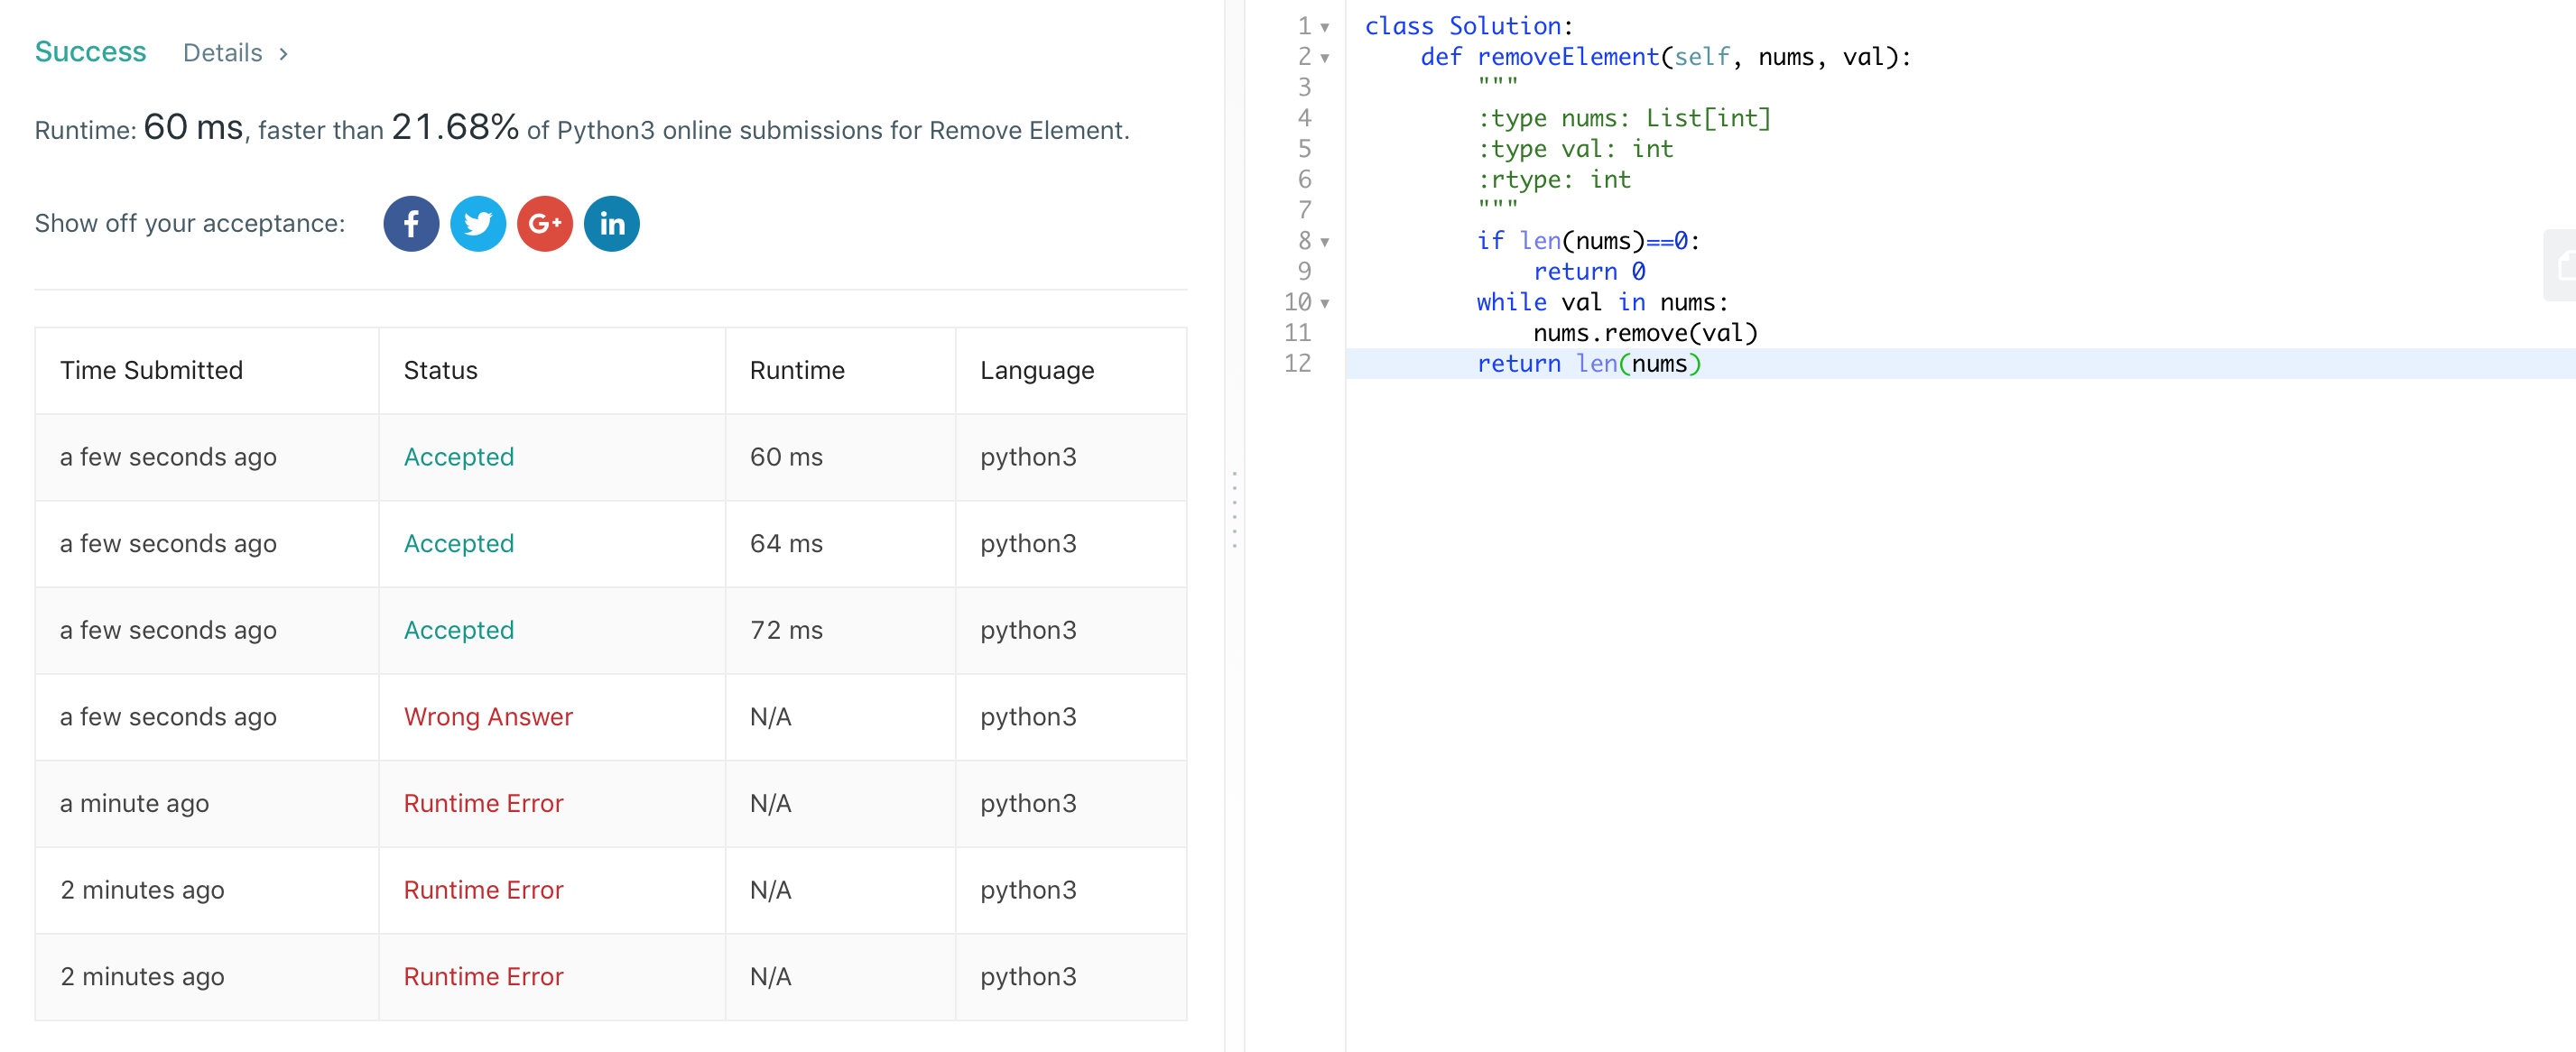 Success Details >
Runtime: 60 ms, faster than 21.68% of Python3 online submissions for Remove Element.
Show off your acceptance: f G+ in
Time Submitted Status Runtime Language
a few seconds ago Accepted 60 ms python3
a few seconds ago Accepted 64 ms python3
a few seconds ago Accepted 72 ms python3
a few seconds ago Wrong Answer N/A python3
a minute ago Runtime Error N/A python3
2 minutes ago Runtime Error N/A python3
2 minutes ago Runtime Error N/A python3
1 class Solution:
2 def removeElement(self, nums, val):
3 """
4 :type nums: List[int]
5 :type val: int
6 :rtype: int
7 """
8 if len(nums)==0:
9 return 0
10 while val in nums:
11 nums.remove(val)
12 return len(nums)